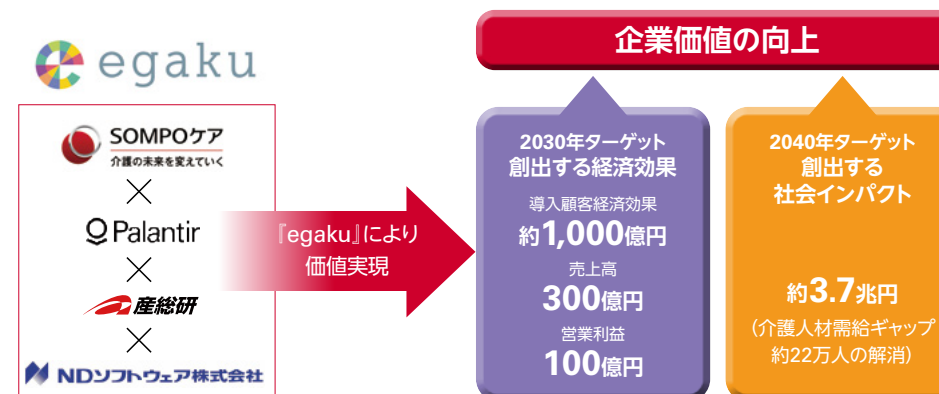 egaku
SOMPOケア
介護の未来を変えていく
×
Palantir
×
産総研
×
NDソフトウェア株式会社
『egaku』により
価値実現
企業価値の向上
2030年ターゲット
創出する経済効果
導入顧客経済効果
約1,000億円
売上高
300億円
営業利益
100億円
2040年ターゲット
創出する
社会インパクト
約3.7兆円
(介護人材需給ギャップ
約22万人の解消)